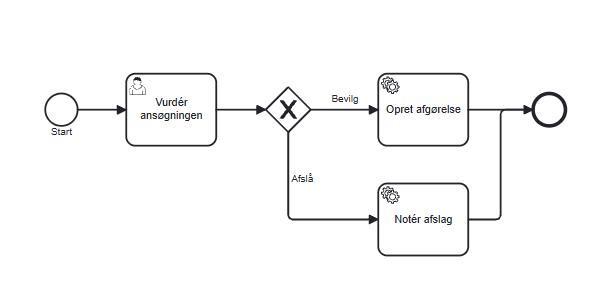 Start
Vurdér
ansøgningen
Bevilg
Opret afgørelse
Afslå
Notér afslag